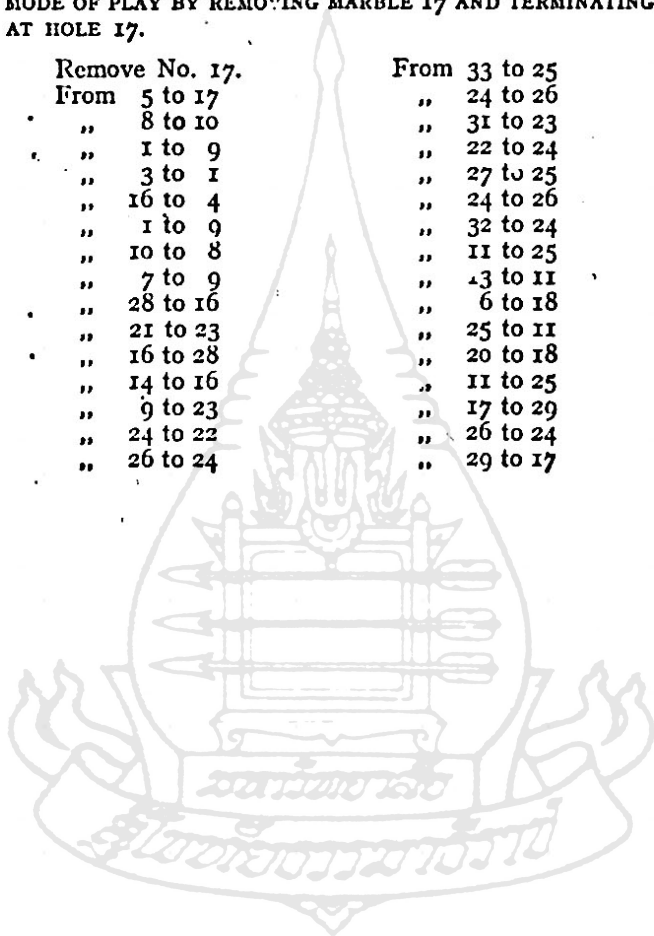 MODE OF PLAY BY REMOVING MARBLE 17 AND TERMINATING
AT HOLE 17.
Remove No. 17.
From 5 to 17
„ 8 to 10
„ 1 to 9
„ 3 to 1
„ 16 to 4
„ 1 to 9
„ 10 to 8
„ 7 to 9
„ 28 to 16
„ 21 to 23
„ 16 to 28
„ 14 to 16
„ 9 to 23
„ 24 to 22
„ 26 to 24
From 33 to 25
„ 24 to 26
„ 31 to 23
„ 22 to 24
„ 27 to 25
„ 24 to 26
„ 32 to 24
„ 11 to 25
„ 13 to 11
„ 6 to 18
„ 25 to 11
„ 20 to 18
„ 11 to 25
„ 17 to 29
„ 26 to 24
„ 29 to 17